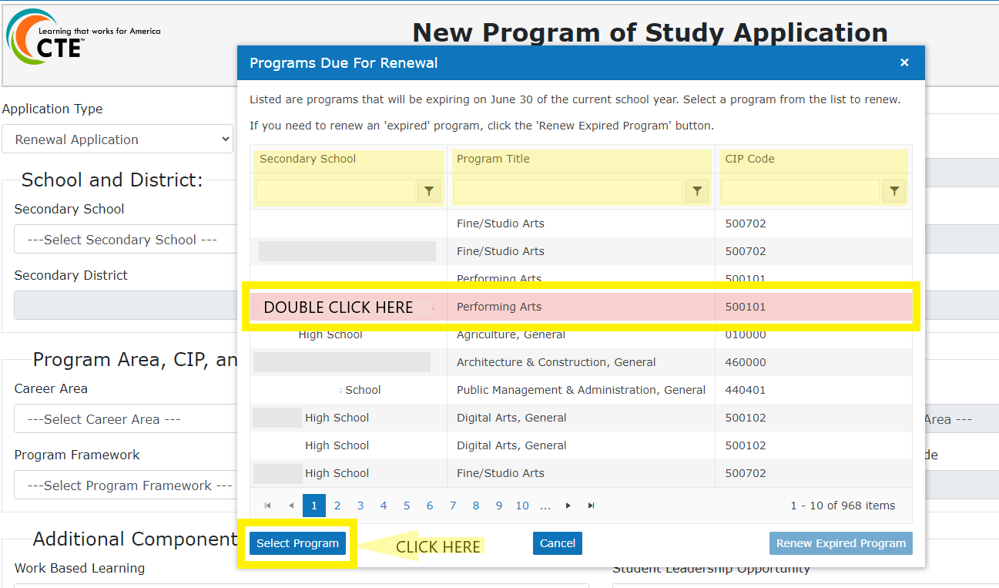 Learning that works for America
CTE™
New Program of Study Application
Programs Due For Renewal ×
Listed are programs that will be expiring on June 30 of the current school year. Select a program from the list to renew.
If you need to renew an 'expired' program, click the 'Renew Expired Program' button.
Application Type
Renewal Application
School and District:
Secondary School
---Select Secondary School ---
Secondary District
Program Area, CIP, an
Career Area
---Select Career Area ---
Area ---
Program Framework
de
---Select Program Framework ---
Additional Component
Work Based Learning
Student Leadership Opportunity
Secondary School Program Title CIP Code
Fine/Studio Arts 500702
Fine/Studio Arts 500702
Performing Arts 500101
DOUBLE CLICK HERE Performing Arts 500101
High School Agriculture, General 010000
Architecture & Construction, General 460000
School Public Management & Administration, General 440401
High School Digital Arts, General 500102
High School Digital Arts, General 500102
High School Fine/Studio Arts 500702
1 2 3 4 5 6 7 8 9 10 ... 1 - 10 of 968 items
Select Program CLICK HERE Cancel Renew Expired Program